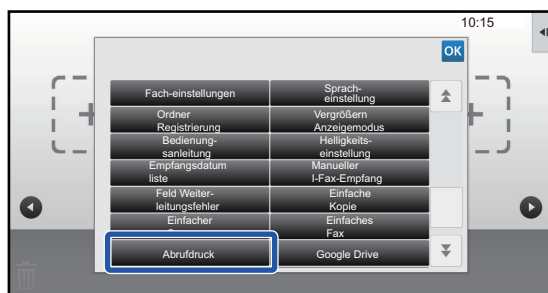 10:15
OK
Fach-einstellungen
Sprach-
einstellung
Ordner
Registrierung
Vergrößern
Anzeigemodus
Bedienung-
sanleitung
Helligkeits-
einstellung
Empfangsdatum
liste
Manueller
I-Fax-Empfang
Feld Weiter-
leitungsfehler
Einfache
Kopie
Einfacher
Einfaches
Fax
Abrufdruck
Google Drive